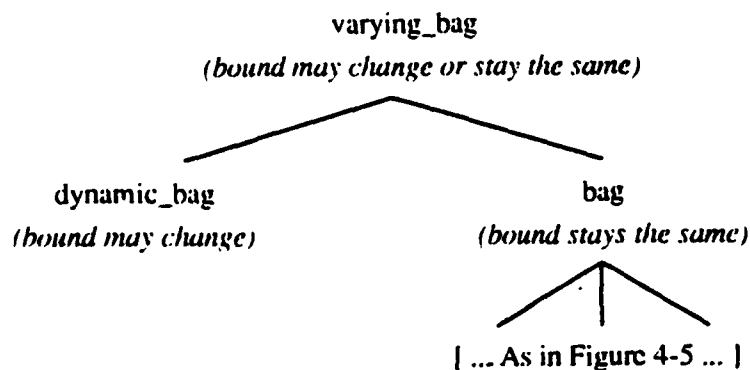 varying_bag
(bound may change or stay the same)
dynamic_bag
bag
(bound may change)
(bound stays the same)
[ ... As in Figure 4-5 ... ]